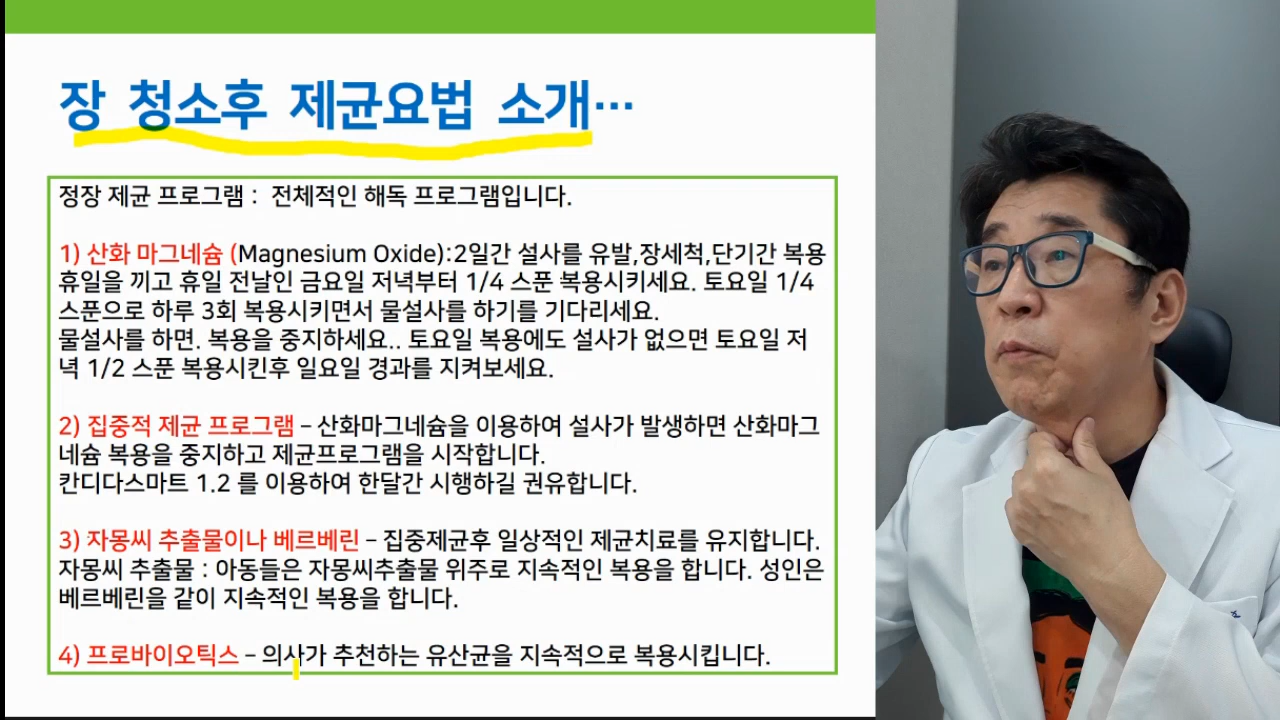 장 청소후 제균요법 소개…
정장 제균 프로그램 : 전체적인 해독 프로그램입니다.
1) 산화 마그네슘 (Magnesium Oxide):2일간 설사를 유발,장세척,단기간 복용
휴일을 끼고 휴일 전날인 금요일 저녁부터 1/4 스푼 복용시키세요. 토요일 1/4
스푼으로 하루 3회 복용시키면서 물설사를 하기를 기다리세요.
물설사를 하면. 복용을 중지하세요.. 토요일 복용에도 설사가 없으면 토요일 저
녁 1/2 스푼 복용시킨후 일요일 경과를 지켜보세요.
2) 집중적 제균 프로그램 – 산화마그네슘을 이용하여 설사가 발생하면 산화마그
네슘 복용을 중지하고 제균프로그램을 시작합니다.
칸디다스마트 1.2 를 이용하여 한달간 시행하길 권유합니다.
3) 자몽씨 추출물이나 베르베린 – 집중제균후 일상적인 제균치료를 유지합니다.
자몽씨 추출물 : 아동들은 자몽씨추출물 위주로 지속적인 복용을 합니다. 성인은
베르베린을 같이 지속적인 복용을 합니다.
4) 프로바이오틱스 – 의사가 추천하는 유산균을 지속적으로 복용시킵니다.